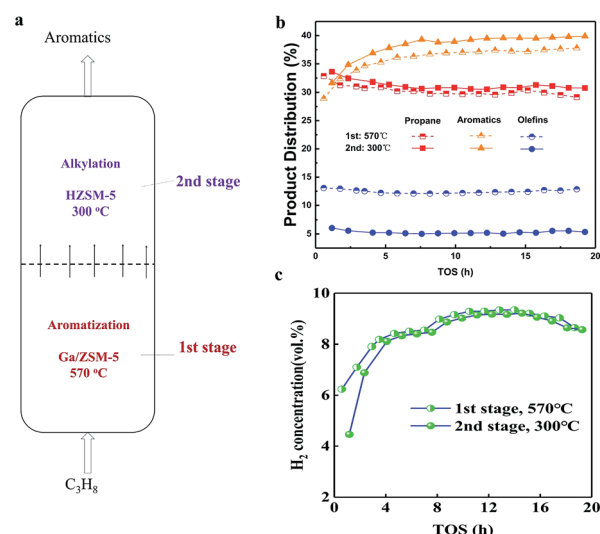 a
Aromatics
Alkylation
HZSM-5
300 °C
2nd stage
Aromatization
Ga/ZSM-5
570 °C
1st stage
C₃H₈
b
Product Distribution (%)
40
35
30
25
20
15
10
5
Propane Aromatics Olefins
1st: 570℃
2nd: 300℃
0 5 10 15 20
TOS (h)
c
H₂ concentration(vol.%)
10
8
6
4
2
1st stage, 570°C
2nd stage, 300°C
0 4 8 12 16 20
TOS (h)